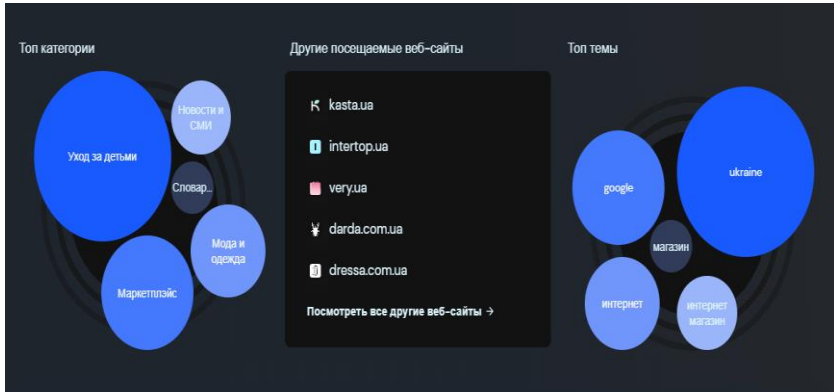 Топ категории
Уход за детьми
Новости и
СМИ
Словар...
Мода и
одежда
Маркетплэйс
Другие посещаемые веб-сайты
kasta.ua
intertop.ua
very.ua
darda.com.ua
dressa.com.ua
Посмотреть все другие веб-сайты →
Топ темы
ukraine
google
магазин
интернет
интернет
магазин